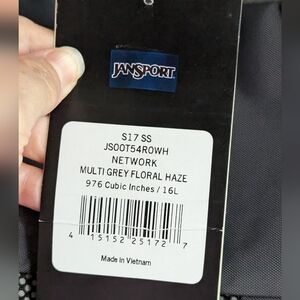 JANSPORT
S17 SS
JS00T54R0WH
NETWORK
MULTI GREY FLORAL HAZE
976 Cubic Inches / 16L
4 15152 25172 7
Made in Vietnam